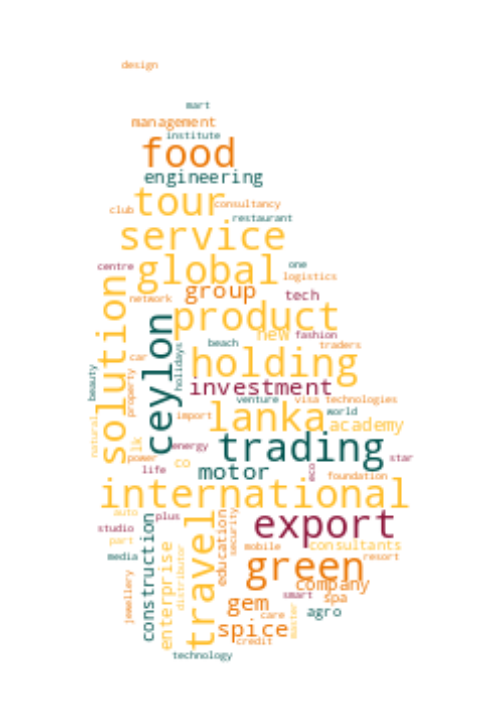 design
mart
management
institute
food
engineering
tour
consultancy
club
restaurant
service
centre
global
one
logistics
network
group
tech
solution
product
ceylon
new
fashion
beach
traders
holidays
car
holding
beauty
property
investment
venture
visa
technologies
import
lanka
world
natural
lk
academy
energy
trading
star
power
co
life
motor
eco
foundation
international
auto
plus
studio
part
media
construction
travel
education
security
export
mobile
consultants
resort
enterprise
distributor
green
jewellery
company
smart
spa
gem
care
master
agro
spice
credit
technology